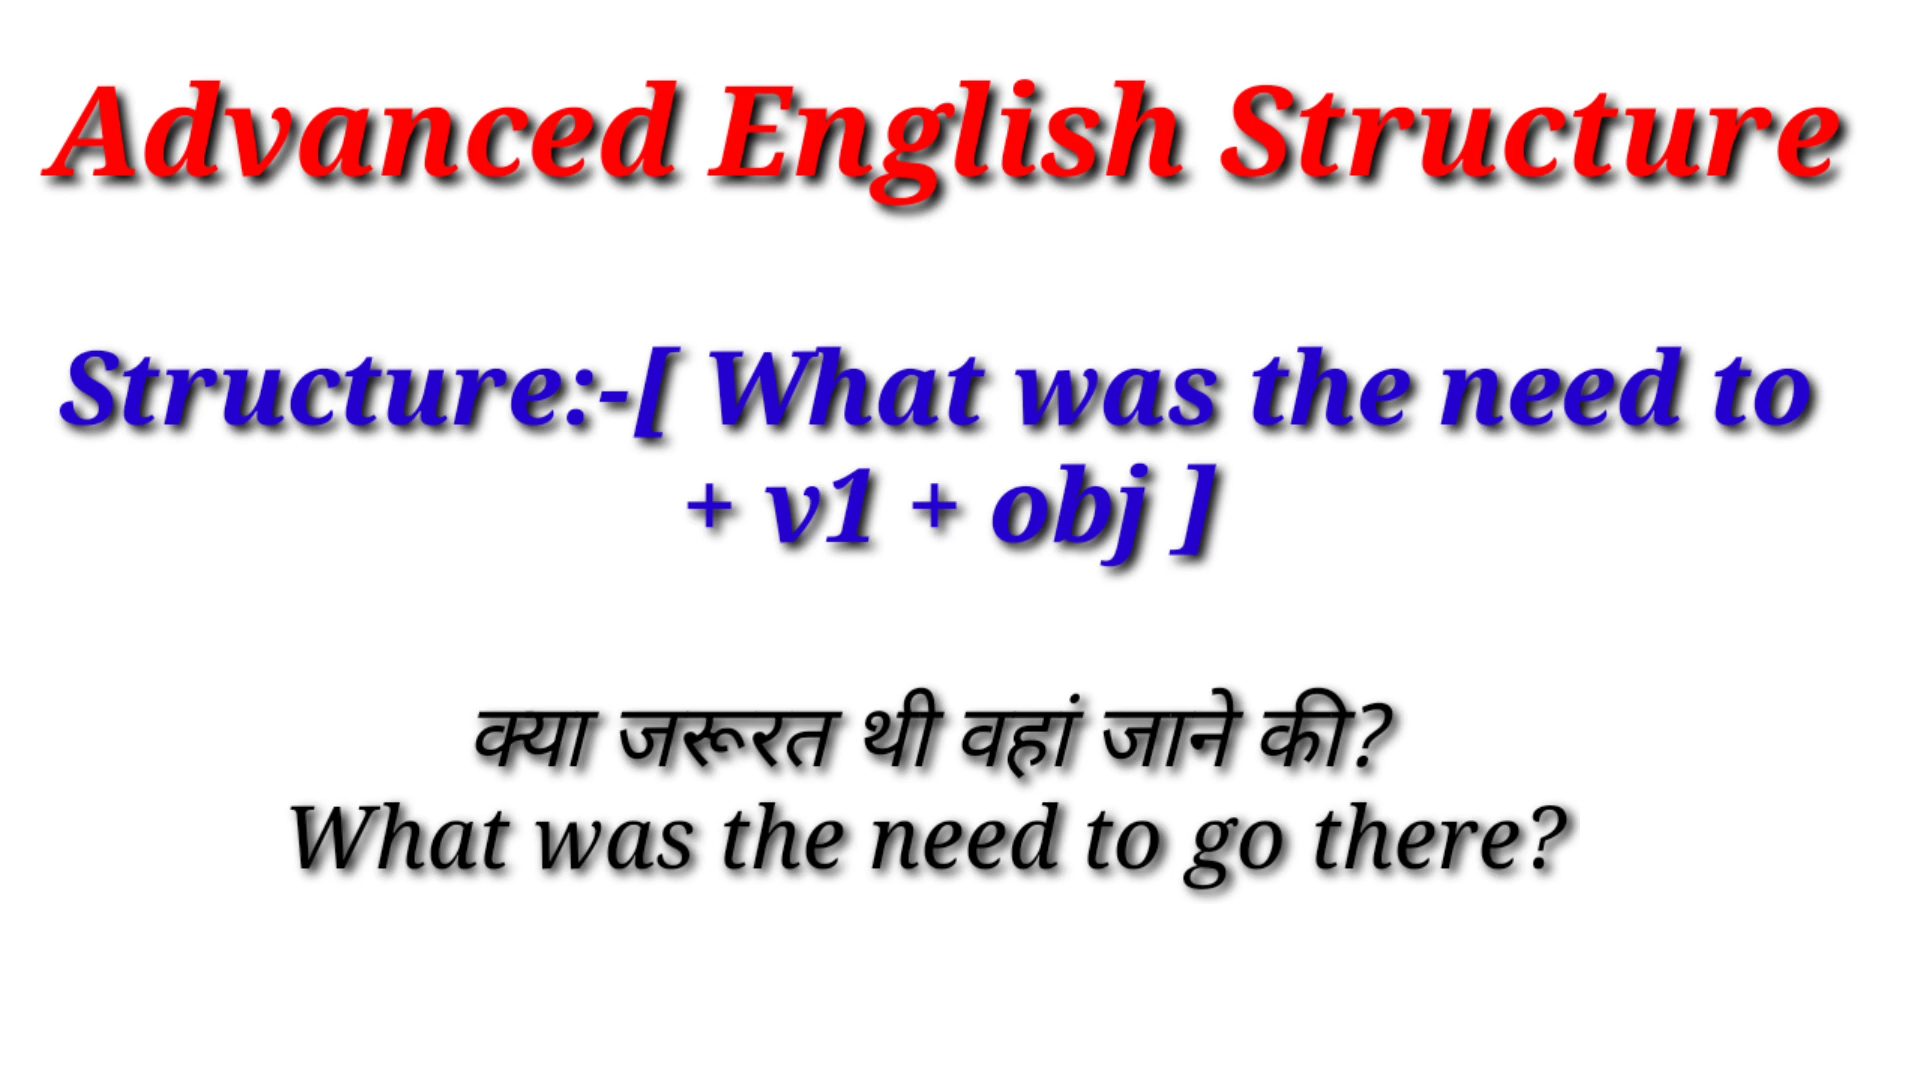 Advanced English Structure
Structure:-[ What was the need to
+ v1 + obj ]
क्या जरूरत थी वहां जाने की?
What was the need to go there?